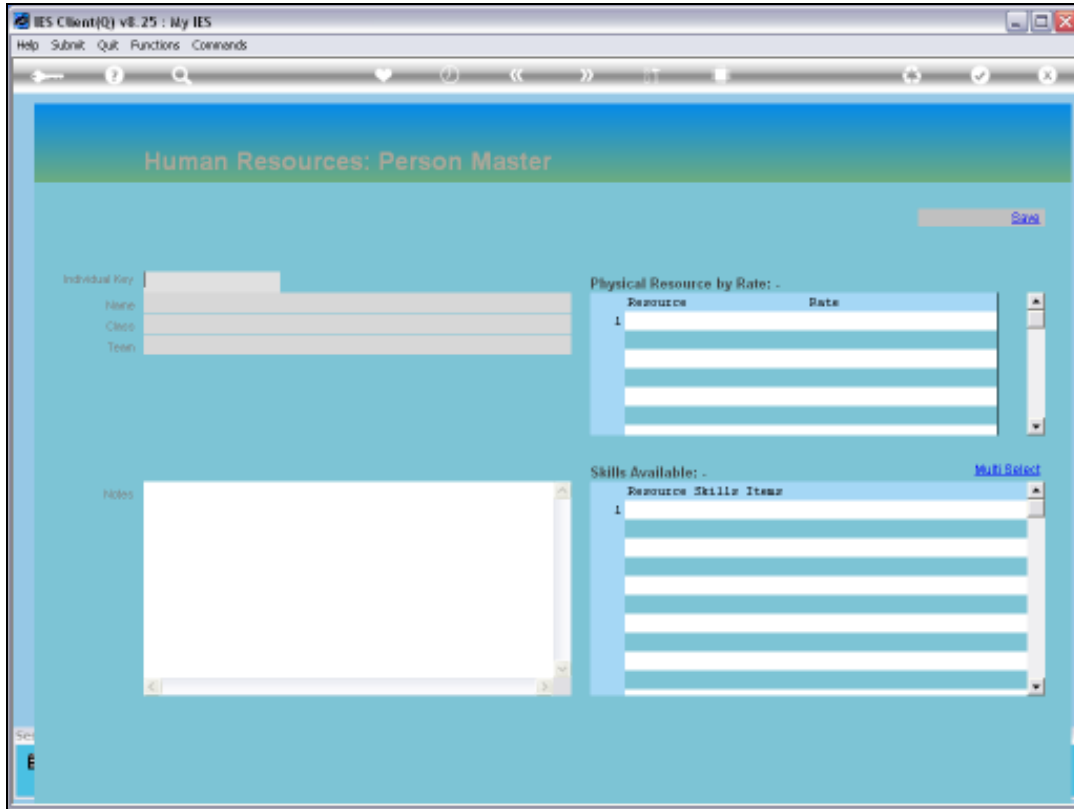 IES Client(Q) v8.25 : My IES
Help Submit Quit Functions Commands
Human Resources: Person Master
Save
Individual Key
Name
Class
Team
Physical Resource by Rate: -
Resource Rate
1
Notes
Skills Available: -
Multi Select
Resource Skills Items
1